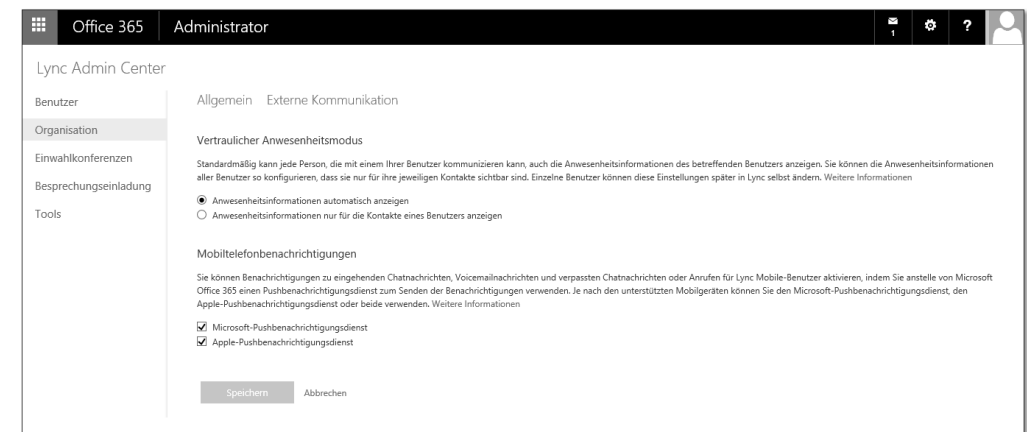 Office 365 Administrator 1 ?
Lync Admin Center
Benutzer
Organisation
Einwahlkonferenzen
Besprechungseinladung
Tools
Allgemein Externe Kommunikation
Vertraulicher Anwesenheitsmodus
Standardmäßig kann jede Person, die mit einem Ihrer Benutzer kommunizieren kann, auch die Anwesenheitsinformationen des betreffenden Benutzers anzeigen. Sie können die Anwesenheitsinformationen
aller Benutzer so konfigurieren, dass sie nur für ihre jeweiligen Kontakte sichtbar sind. Einzelne Benutzer können diese Einstellungen später in Lync selbst ändern. Weitere Informationen
Anwesenheitsinformationen automatisch anzeigen
Anwesenheitsinformationen nur für die Kontakte eines Benutzers anzeigen
Mobiltelefonbenachrichtigungen
Sie können Benachrichtigungen zu eingehenden Chatnachrichten, Voicemailnachrichten und verpassten Chatnachrichten oder Anrufen für Lync Mobile-Benutzer aktivieren, indem Sie anstelle von Microsoft
Office 365 einen Pushbenachrichtigungsdienst zum Senden der Benachrichtigungen verwenden. Je nach den unterstützten Mobilgeräten können Sie den Microsoft-Pushbenachrichtigungsdienst, den
Apple-Pushbenachrichtigungsdienst oder beide verwenden. Weitere Informationen
Microsoft-Pushbenachrichtigungsdienst
Apple-Pushbenachrichtigungsdienst
Speichern Abbrechen